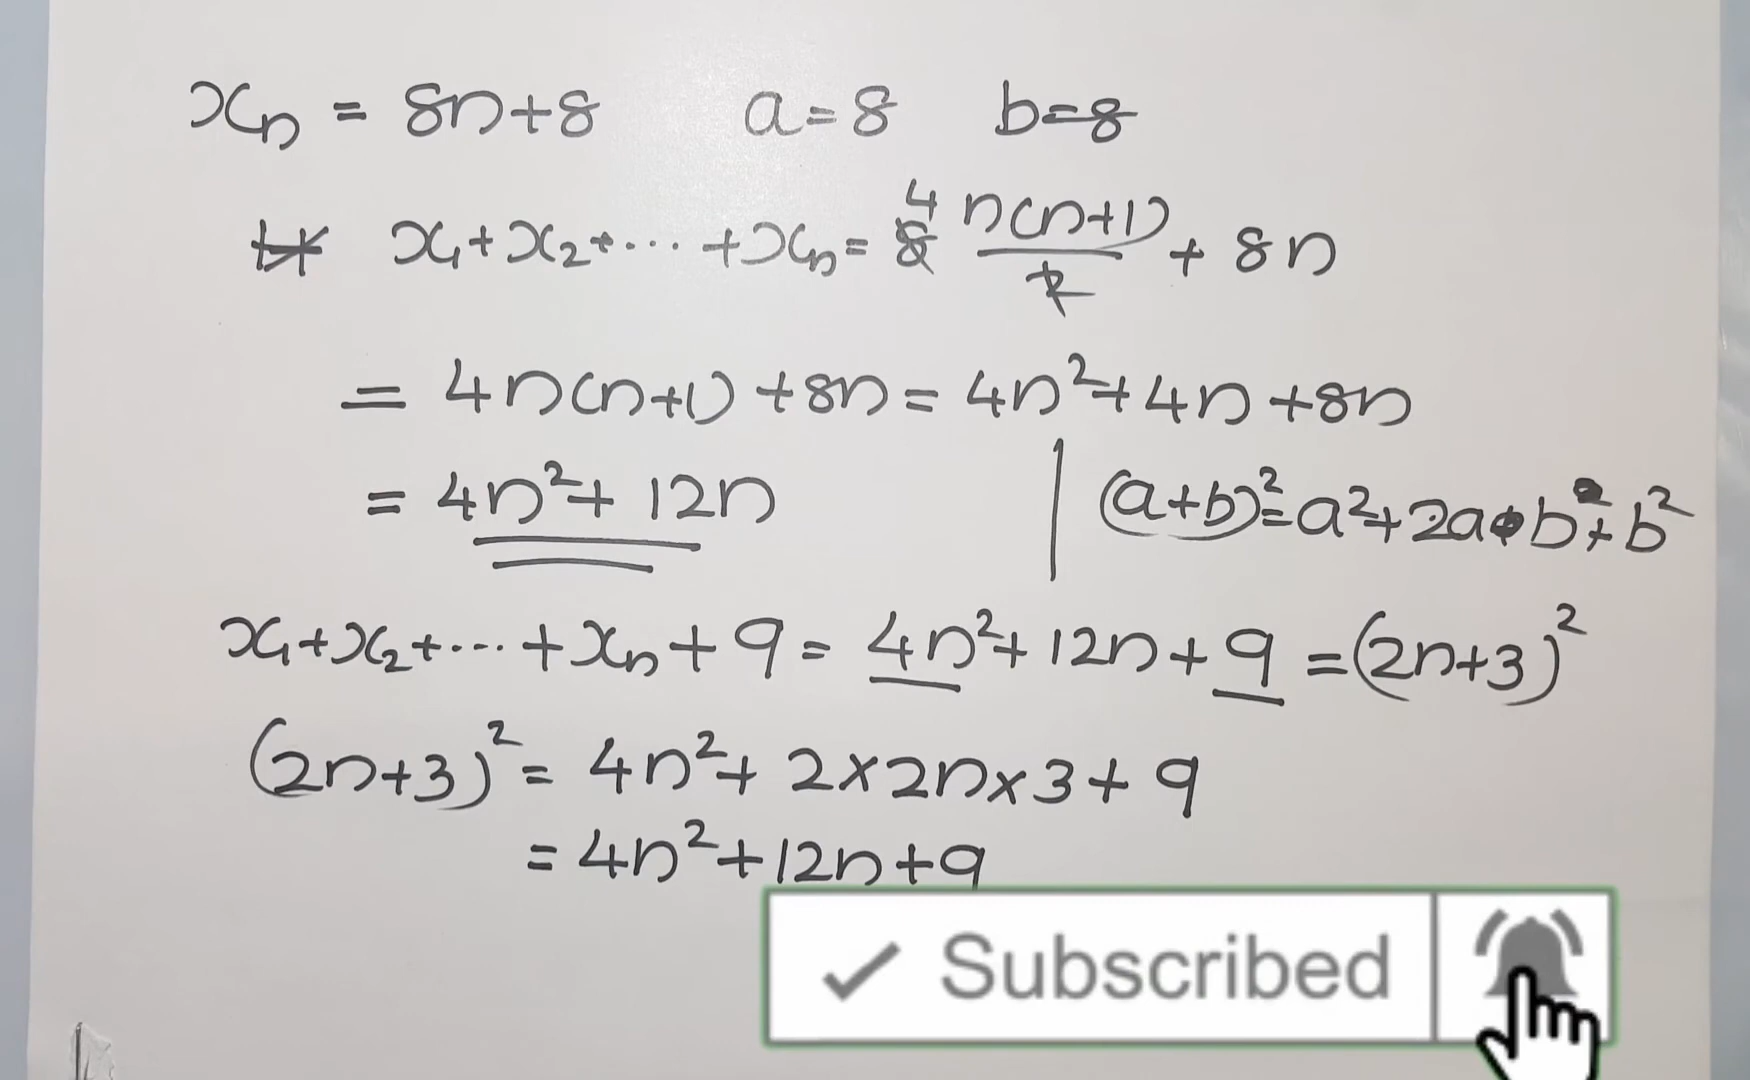 xₙ = 8n+8 a=8 b=8
x₁+x₂+...+xₙ= 8 4 n(n+1)/2 + 8n
= 4n(n+1)+8n = 4n²+4n+8n
= 4n²+12n
(a+b)²=a²+2ab+b²
x₁+x₂+...+xₙ+9= 4n²+12n+9 =(2n+3)²
(2n+3)²= 4n²+2×2n×3+9
= 4n²+12n+9
Subscribed